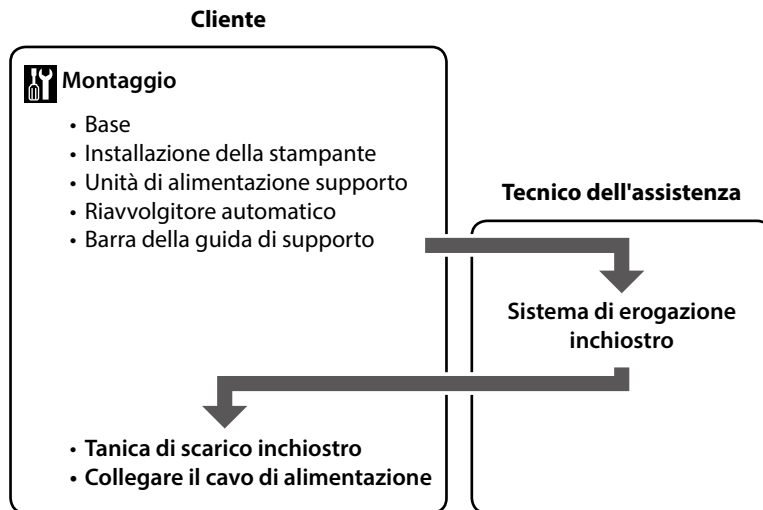 Cliente
Montaggio
• Base
• Installazione della stampante
• Unità di alimentazione supporto
• Riavvolgitore automatico
• Barra della guida di supporto
Tecnico dell'assistenza
Sistema di erogazione
inchiostro
• Tanica di scarico inchiostro
• Collegare il cavo di alimentazione